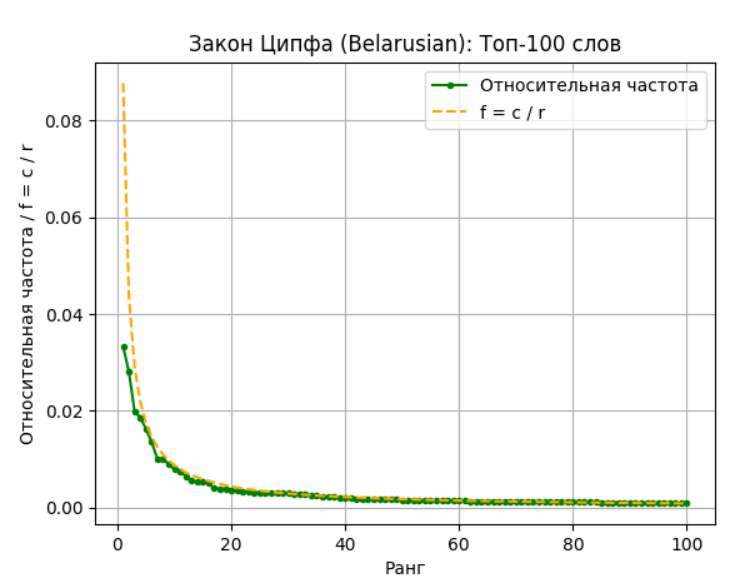 Закон Ципфа (Belarusian): Топ-100 слов
Относительная частота
f = c / r
Относительная частота / f = c / r
0.08
0.06
0.04
0.02
0.00
0 20 40 60 80 100
Ранг